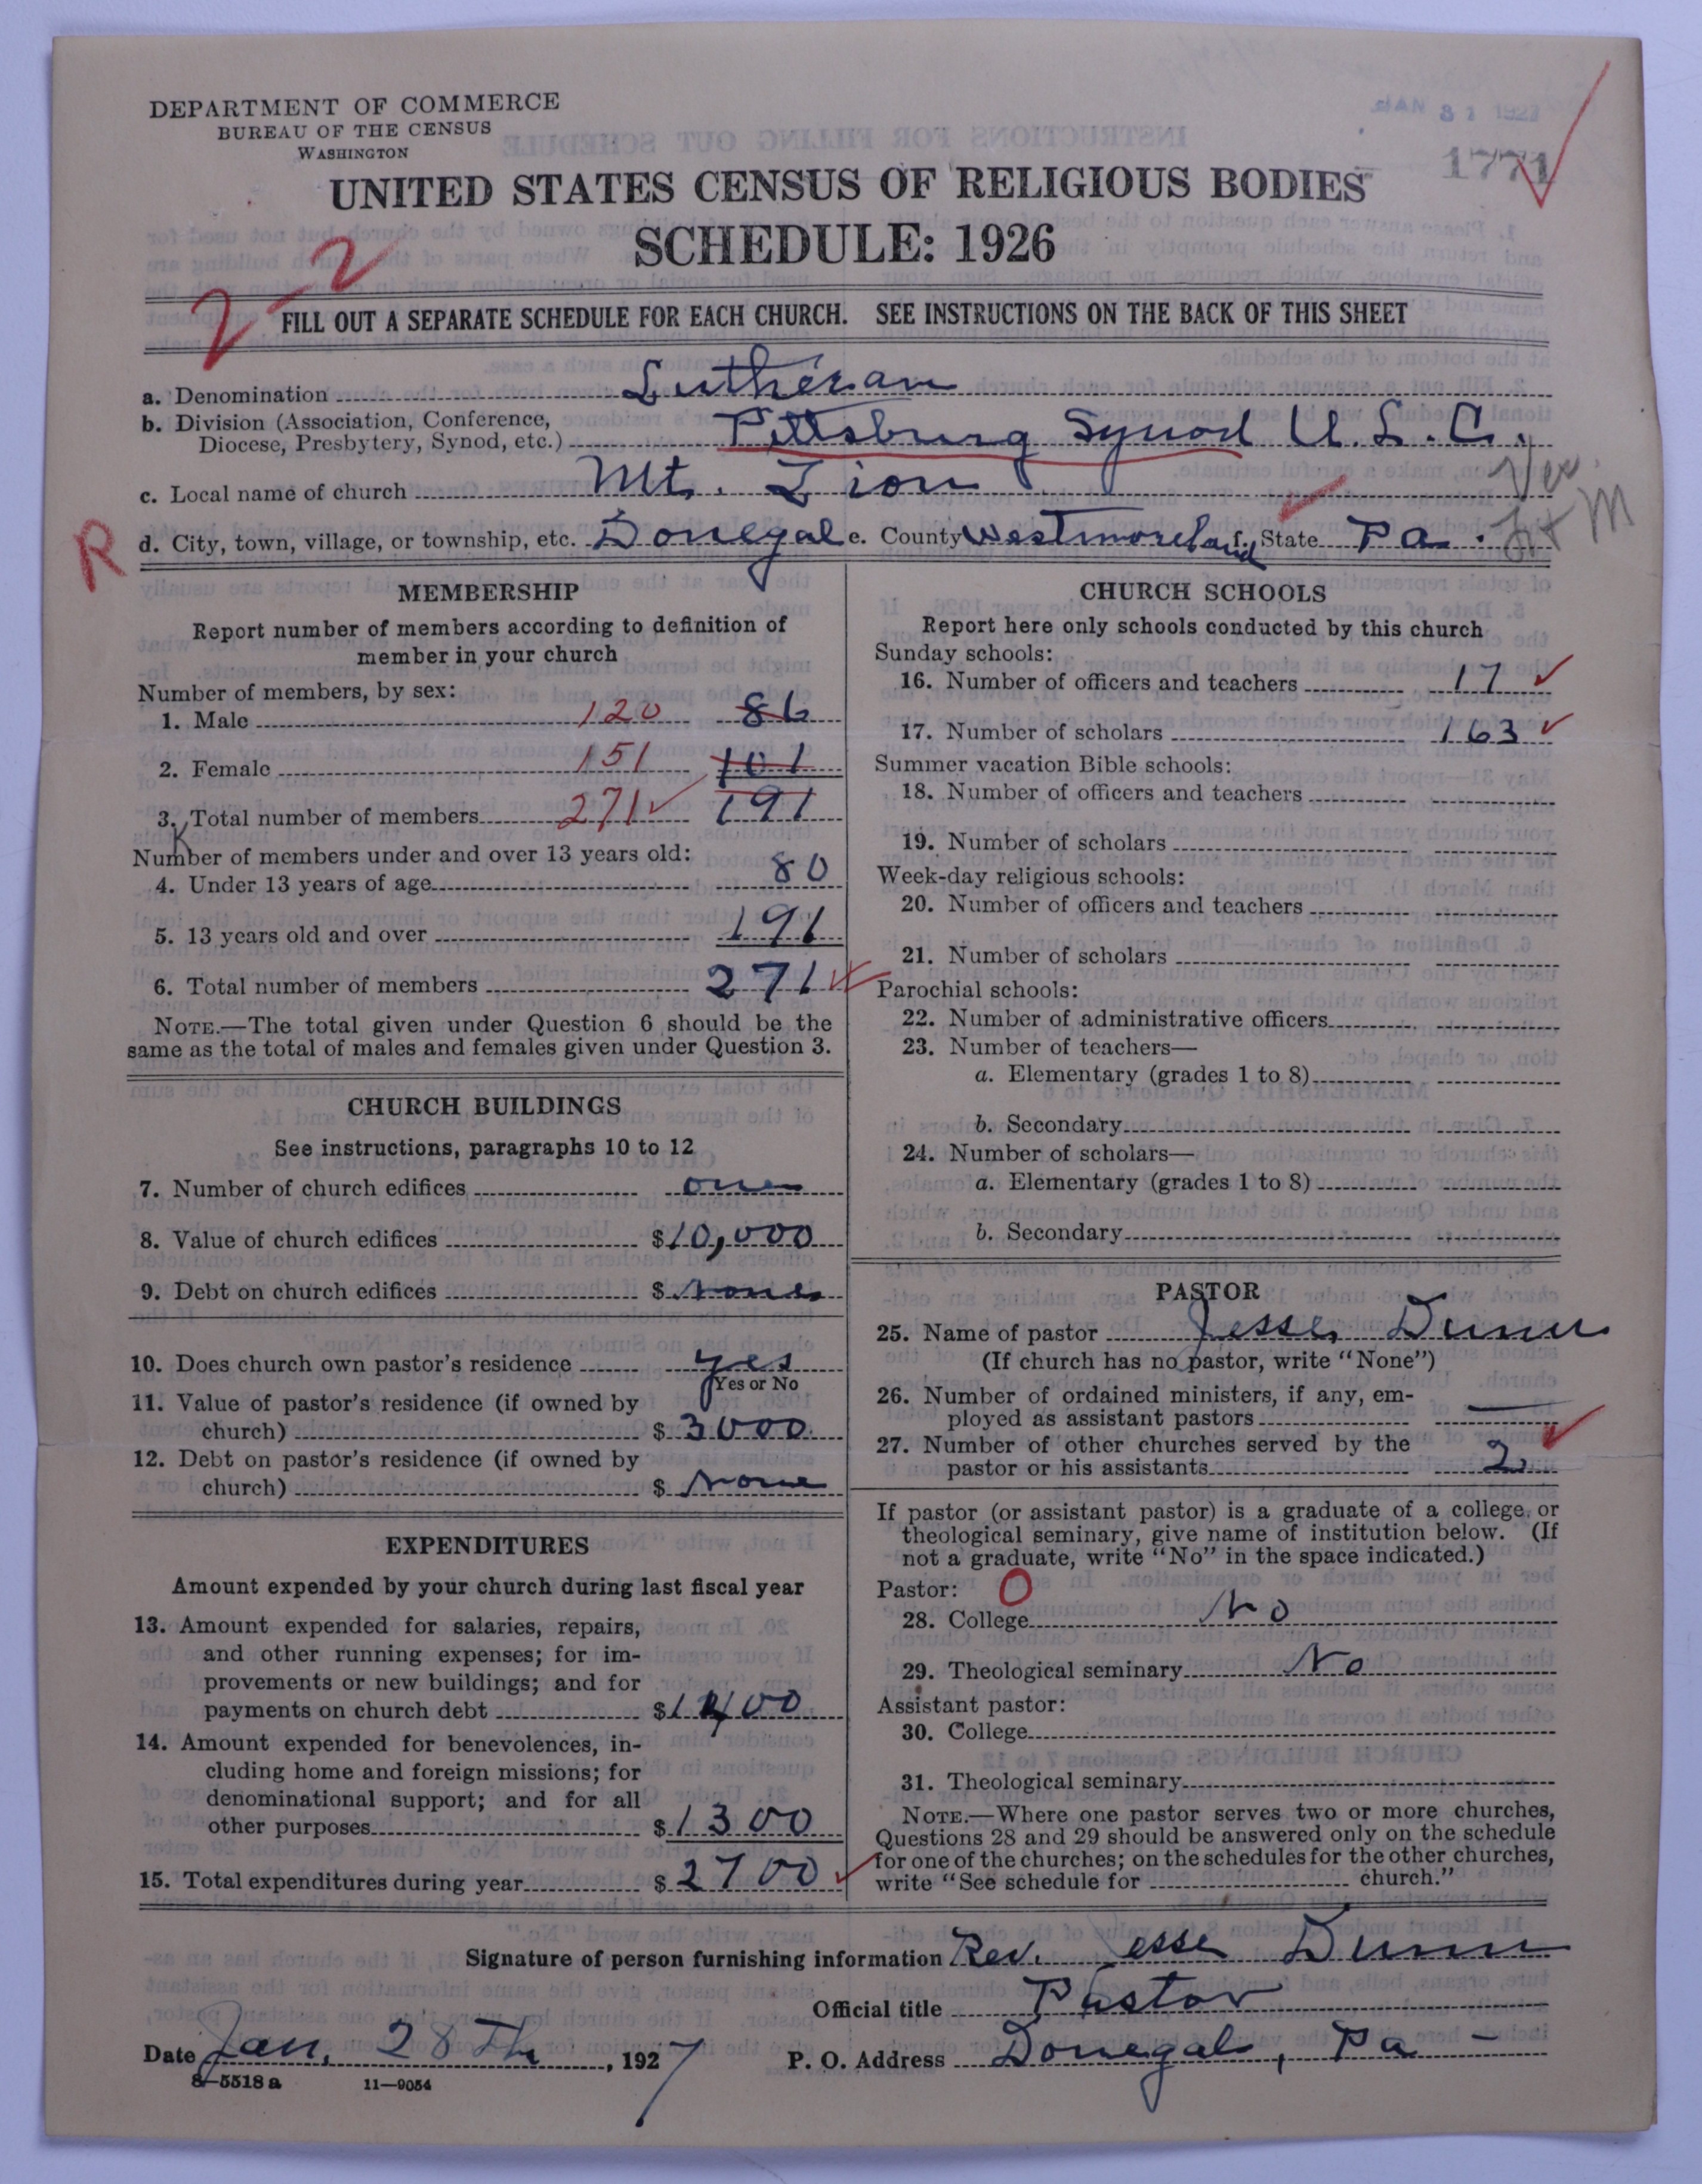 DEPARTMENT OF COMMERCE
BUREAU OF THE CENSUS
WASHINGTON
JAN 31 1927
1771
UNITED STATES CENSUS OF RELIGIOUS BODIES
SCHEDULE: 1926
2-2
FILL OUT A SEPARATE SCHEDULE FOR EACH CHURCH. SEE INSTRUCTIONS ON THE BACK OF THIS SHEET
a. Denomination Lutheran
b. Division (Association, Conference,
Diocese, Presbytery, Synod, etc.) Pittsburg Synod U.L.C.
c. Local name of church Mt. Zion
R d. City, town, village, or township, etc. Donegal e. County Westmoreland f. State Pa.
MEMBERSHIP
Report number of members according to definition of
member in your church
Number of members, by sex:
1. Male 120 86
2. Female 151 101
3. Total number of members 271 191
Number of members under and over 13 years old:
4. Under 13 years of age 80
5. 13 years old and over 191
6. Total number of members 271
NOTE.—The total given under Question 6 should be the
same as the total of males and females given under Question 3.
CHURCH BUILDINGS
See instructions, paragraphs 10 to 12
7. Number of church edifices one
8. Value of church edifices $10,000
9. Debt on church edifices $ None
10. Does church own pastor's residence yes
Yes or No
11. Value of pastor's residence (if owned by
church) $ 3000
12. Debt on pastor's residence (if owned by
church) $ None
EXPENDITURES
Amount expended by your church during last fiscal year
13. Amount expended for salaries, repairs,
and other running expenses; for im-
provements or new buildings; and for
payments on church debt $1400
14. Amount expended for benevolences, in-
cluding home and foreign missions; for
denominational support; and for all
other purposes $1300
15. Total expenditures during year $2700
CHURCH SCHOOLS
Report here only schools conducted by this church
Sunday schools:
16. Number of officers and teachers 17
17. Number of scholars 163
Summer vacation Bible schools:
18. Number of officers and teachers
19. Number of scholars
Week-day religious schools:
20. Number of officers and teachers
21. Number of scholars
Parochial schools:
22. Number of administrative officers
23. Number of teachers—
a. Elementary (grades 1 to 8)
b. Secondary
24. Number of scholars—
a. Elementary (grades 1 to 8)
b. Secondary
PASTOR
25. Name of pastor Jesse Dunn
(If church has no pastor, write "None")
26. Number of ordained ministers, if any, em-
ployed as assistant pastors —
27. Number of other churches served by the
pastor or his assistants 2
If pastor (or assistant pastor) is a graduate of a college or
theological seminary, give name of institution below. (If
not a graduate, write "No" in the space indicated.)
Pastor: O
28. College No
29. Theological seminary No
Assistant pastor:
30. College
31. Theological seminary
NOTE.—Where one pastor serves two or more churches,
Questions 28 and 29 should be answered only on the schedule
for one of the churches; on the schedules for the other churches,
write "See schedule for church."
Signature of person furnishing information Rev. Jesse Dunn
Official title Pastor
Date Jan. 28th, 1927 P. O. Address Donegal, Pa —
8—5518 a 11—9054